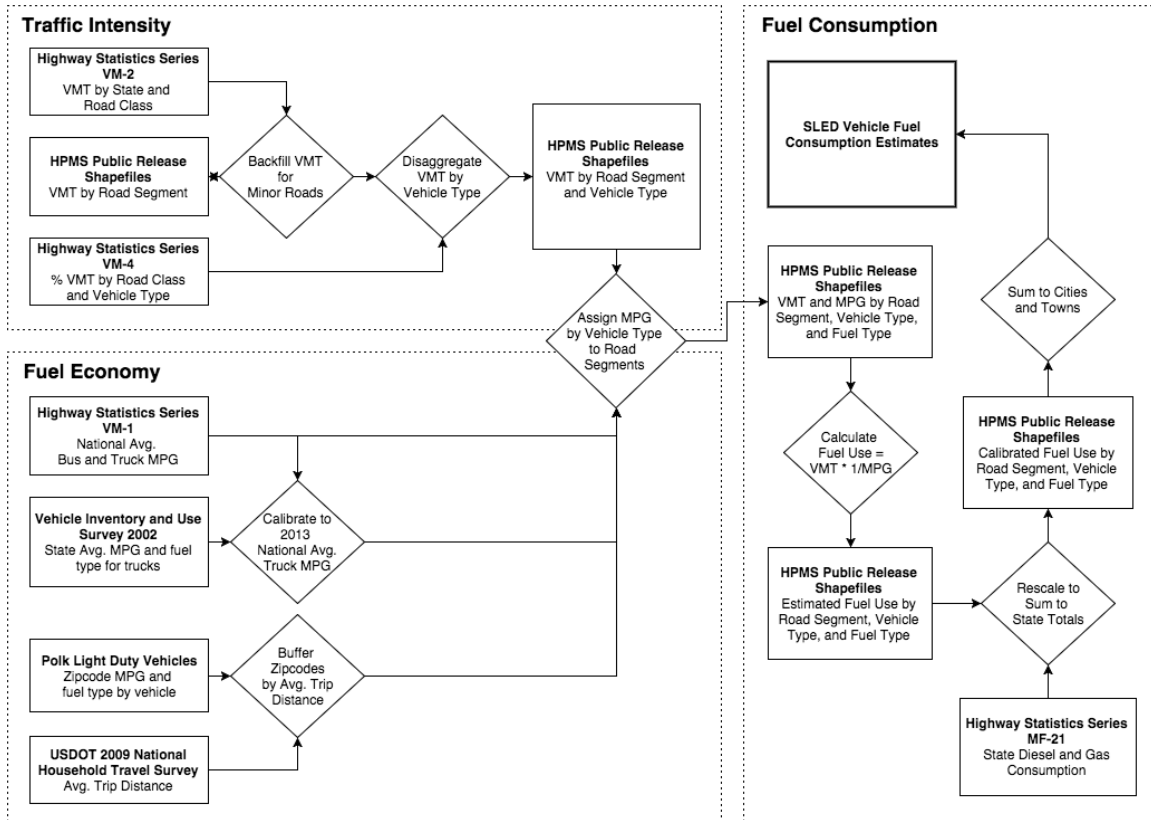 Traffic Intensity
Highway Statistics Series
VM-2
VMT by State and
Road Class
HPMS Public Release
Shapefiles
VMT by Road Segment
Highway Statistics Series
VM-4
% VMT by Road Class
and Vehicle Type
Backfill VMT
for
Minor Roads
Disaggregate
VMT by
Vehicle Type
HPMS Public Release
Shapefiles
VMT by Road Segment
and Vehicle Type
Assign MPG
by Vehicle Type
to Road
Segments
Fuel Economy
Highway Statistics Series
VM-1
National Avg.
Bus and Truck MPG
Vehicle Inventory and Use
Survey 2002
State Avg. MPG and fuel
type for trucks
Calibrate to
2013
National Avg.
Truck MPG
Polk Light Duty Vehicles
Zipcode MPG and
fuel type by vehicle
Buffer
Zipcodes
by Avg. Trip
Distance
USDOT 2009 National
Household Travel Survey
Avg. Trip Distance
Fuel Consumption
SLED Vehicle Fuel
Consumption Estimates
HPMS Public Release
Shapefiles
VMT and MPG by Road
Segment, Vehicle Type,
and Fuel Type
Sum to Cities
and Towns
Calculate
Fuel Use =
VMT * 1/MPG
HPMS Public Release
Shapefiles
Calibrated Fuel Use by
Road Segment, Vehicle
Type, and Fuel Type
HPMS Public Release
Shapefiles
Estimated Fuel Use by
Road Segment, Vehicle
Type, and Fuel Type
Rescale to
Sum to
State Totals
Highway Statistics Series
MF-21
State Diesel and Gas
Consumption